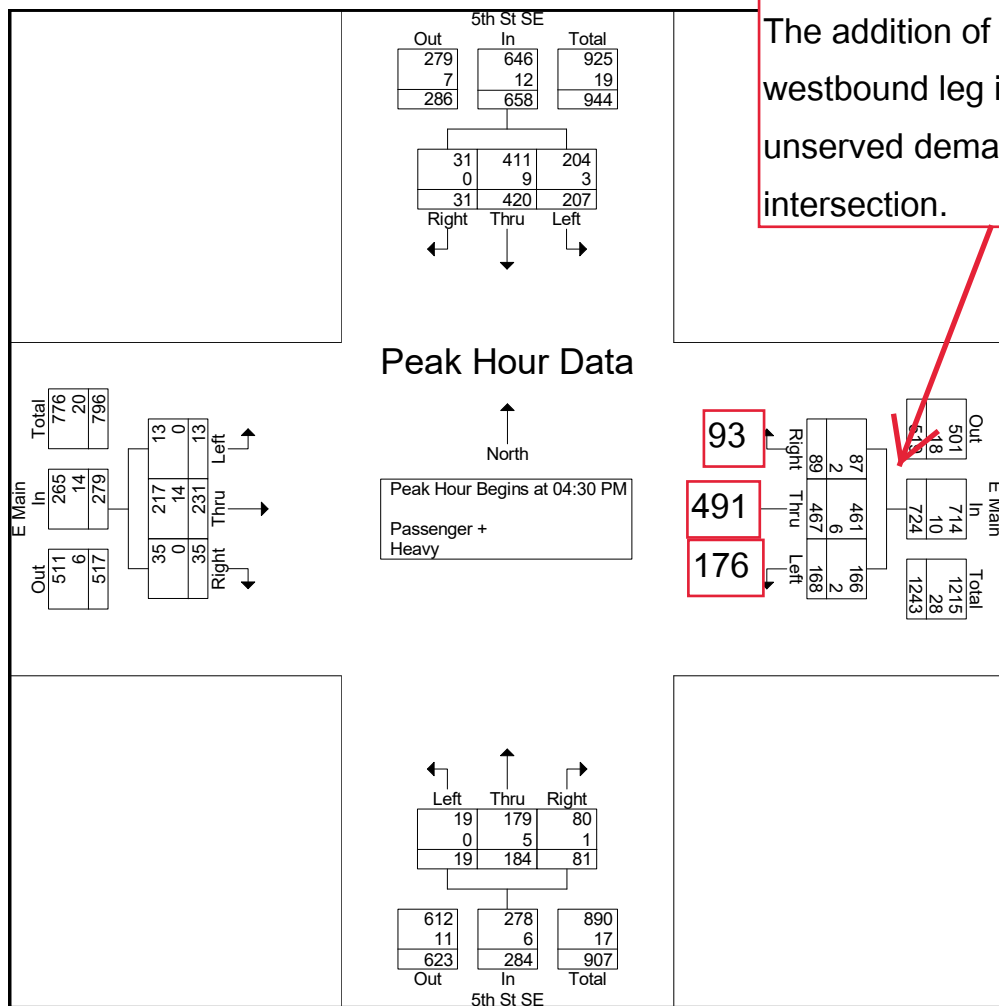 The addition of
westbound leg i
unserved dema
intersection.
5th St SE
Out In Total
279 646 925
7 12 19
286 658 944
31 411 204
0 9 3
31 420 207
Right Thru Left
Peak Hour Data
North
Peak Hour Begins at 04:30 PM
Passenger +
Heavy
E Main
Total In Out
776 265 511
20 14 6
796 279 517
13 217 35
0 14 0
13 231 35
Left Thru Right
93
491
176
Right Thru Left
89 467 168
2 6 2
87 461 166
E Main
Out In Total
501 714 1215
18 10 28
724 1243
Left Thru Right
19 179 80
0 5 1
19 184 81
612 278 890
11 6 17
623 284 907
Out In Total
5th St SE